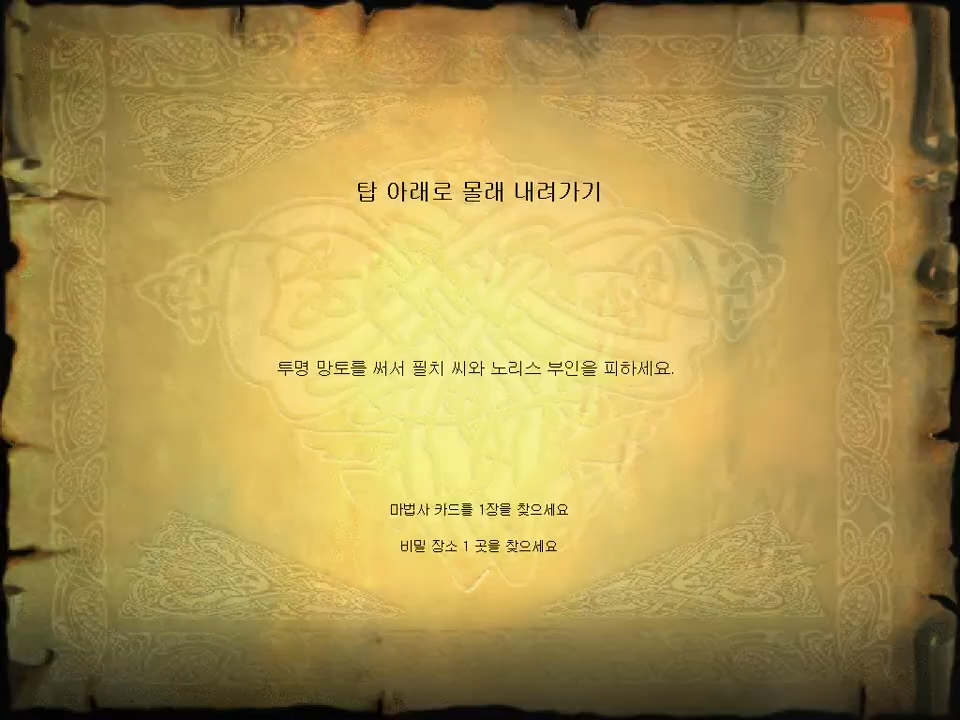 탑 아래로 몰래 내려가기
투명 망토를 써서 필치 씨와 노리스 부인을 피하세요.
마법사 카드를 1장을 찾으세요
비밀 장소 1 곳을 찾으세요